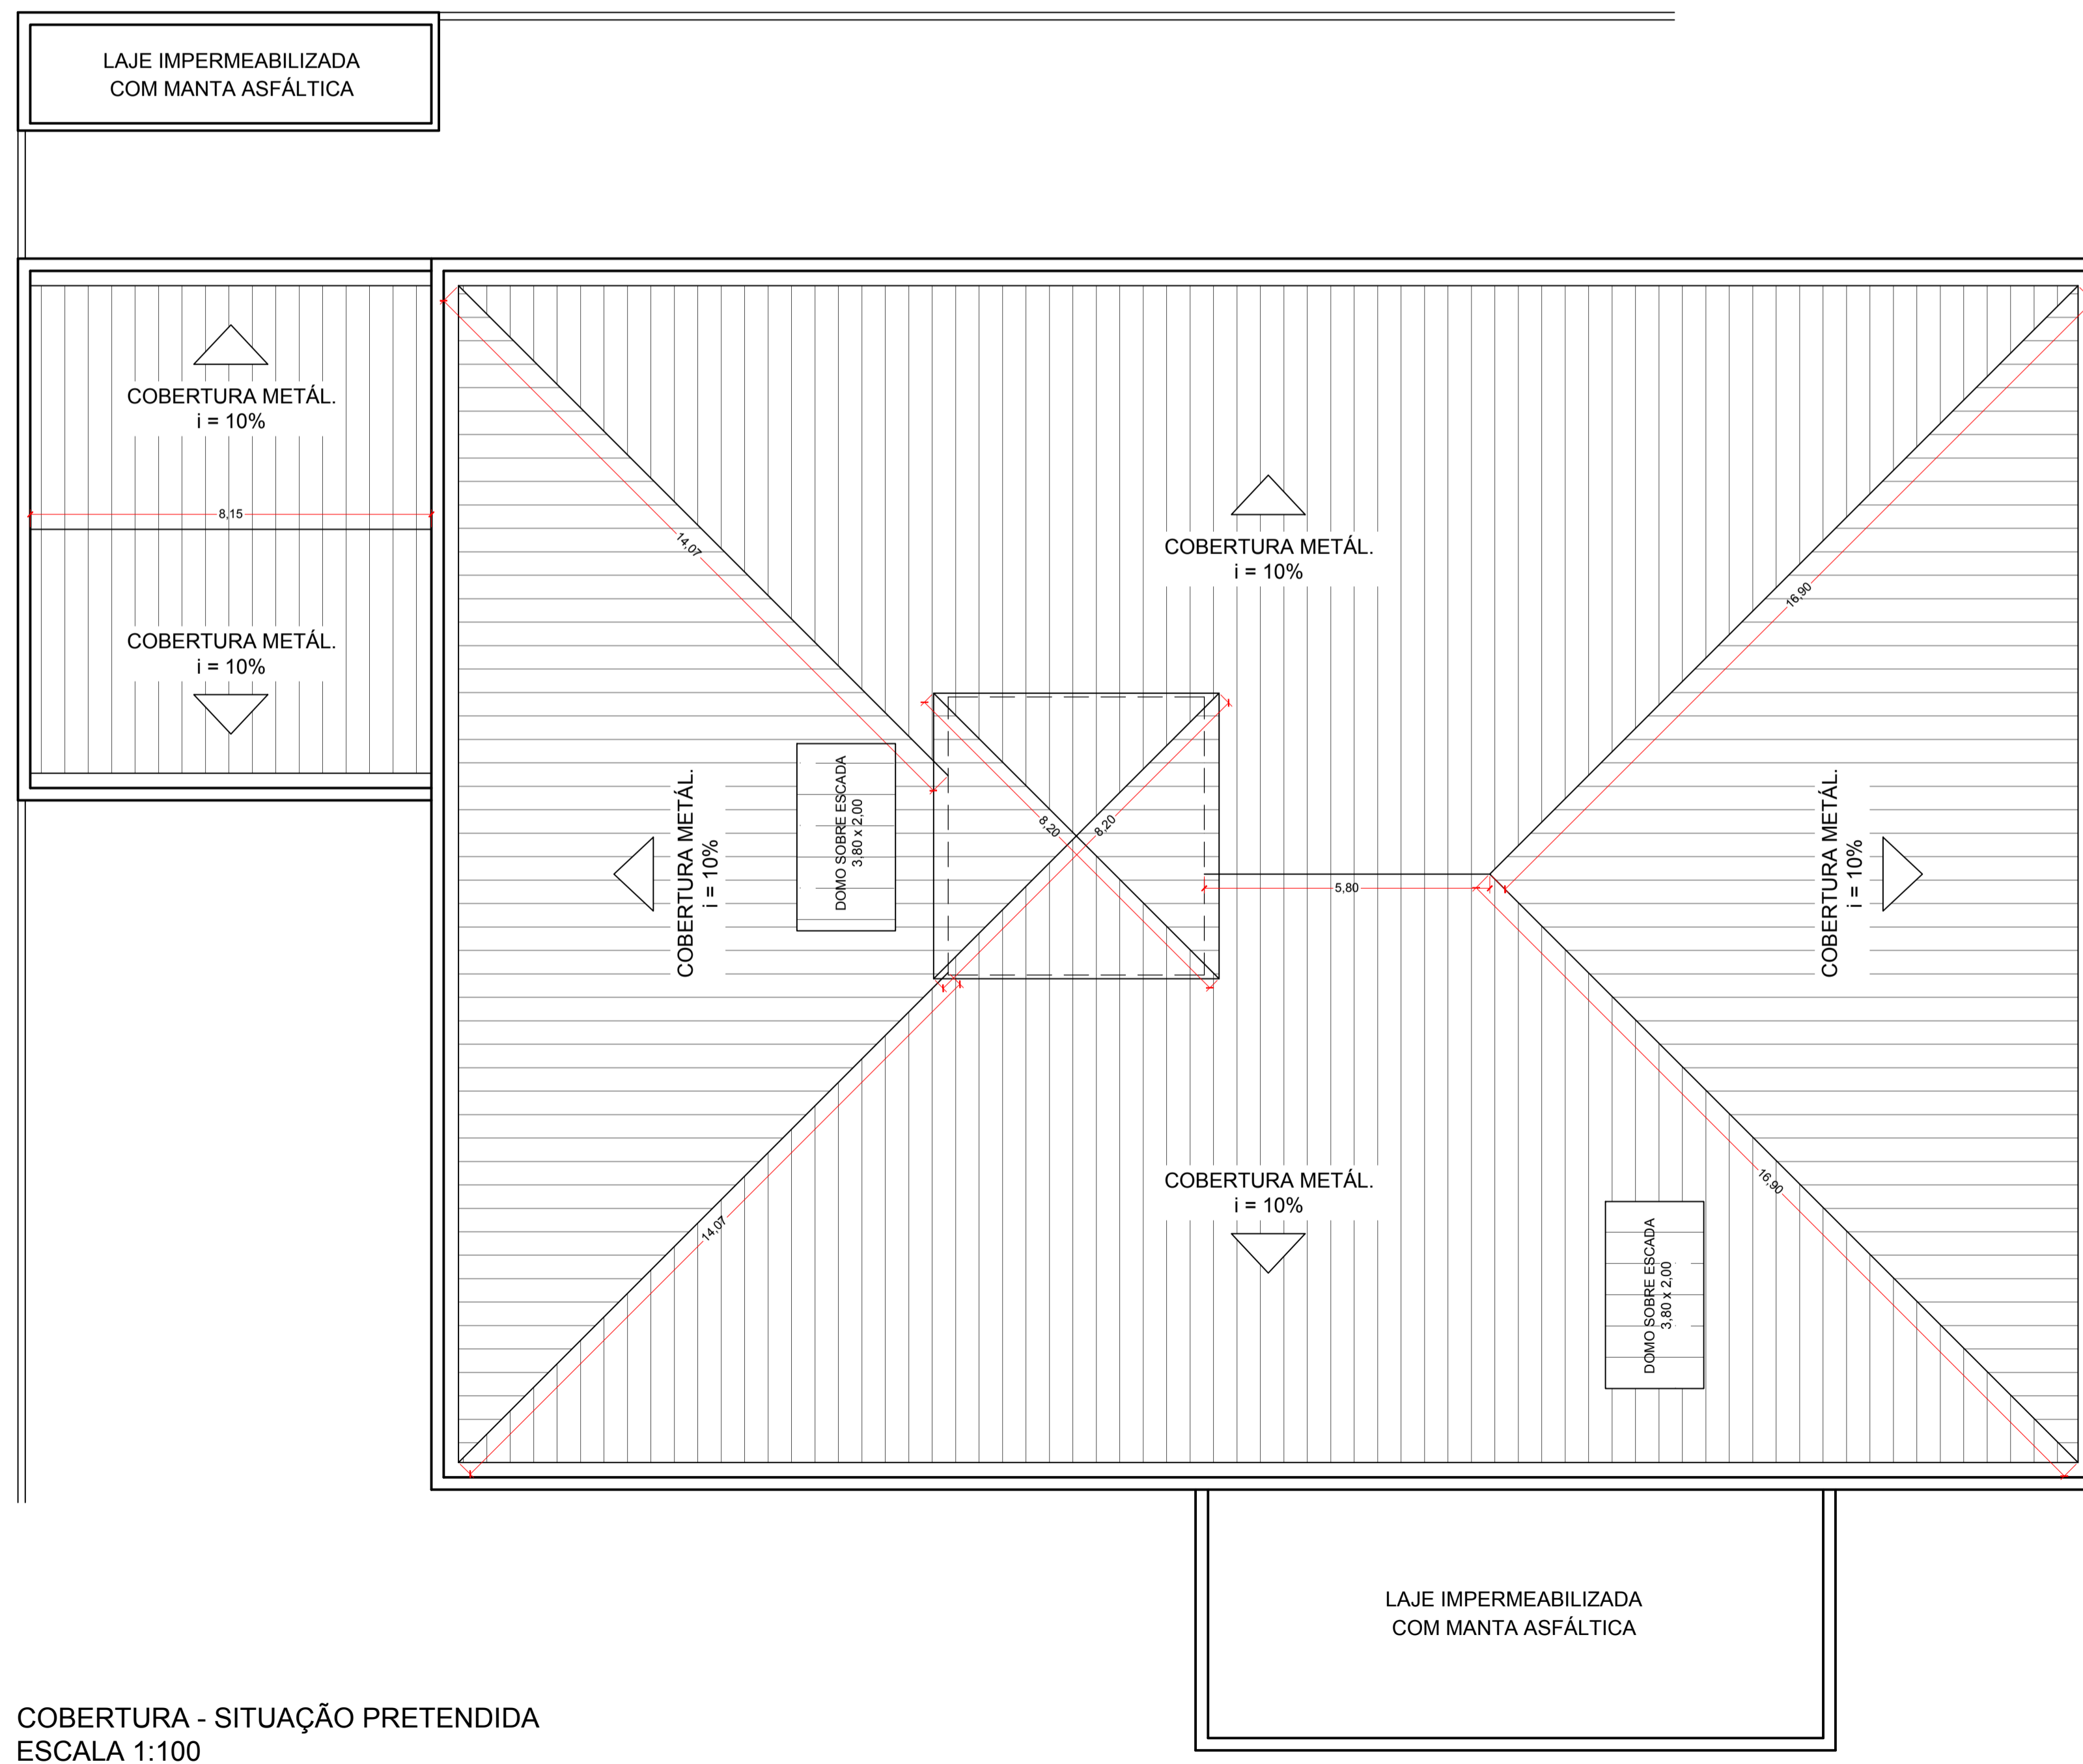 LAJE IMPERMEABILIZADA
COM MANTA ASFÁLTICA
COBERTURA METÁL.
i = 10%
8,15
COBERTURA METÁL.
i = 10%
14,07
COBERTURA METÁL.
i = 10%
16,90
COBERTURA METÁL.
i = 10%
DOMO SOBRE ESCADA
3,80 x 2,00
8,20
8,20
5,80
COBERTURA METÁL.
i = 10%
14,07
COBERTURA METÁL.
i = 10%
16,90
DOMO SOBRE ESCADA
3,80 x 2,00
LAJE IMPERMEABILIZADA
COM MANTA ASFÁLTICA
COBERTURA - SITUAÇÃO PRETENDIDA
ESCALA 1:100